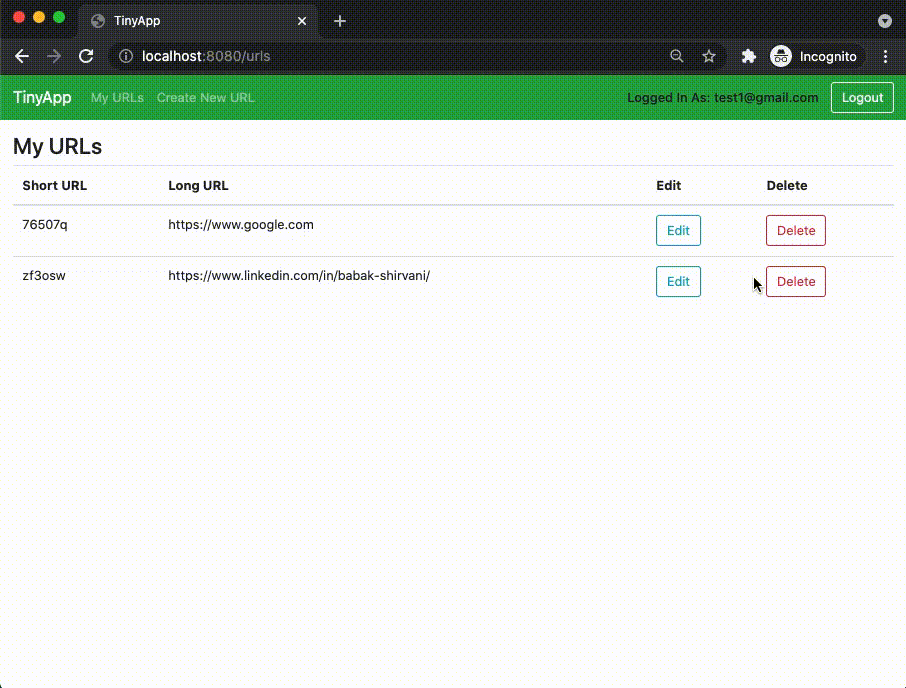 TinyApp
localhost:8080/urls
Incognito
TinyApp My URLs Create New URL Logged In As: test1@gmail.com Logout
My URLs
Short URL Long URL Edit Delete
76507q https://www.google.com Edit Delete
zf3osw https://www.linkedin.com/in/babak-shirvani/ Edit Delete